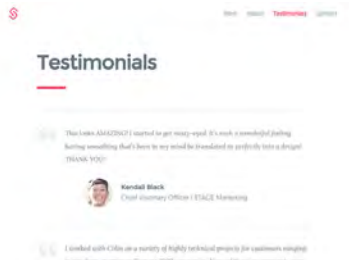 Work About Testimonials Contact
Testimonials
This looks AMAZING! I started to get misty-eyed. It's such a wonderful feeling
having something that's been in my mind be translated so perfectly into a design!
THANK YOU!
Kendall Black
Chief Visionary Officer | STAGE Marketing
I worked with Collin on a variety of highly technical projects for customers ranging